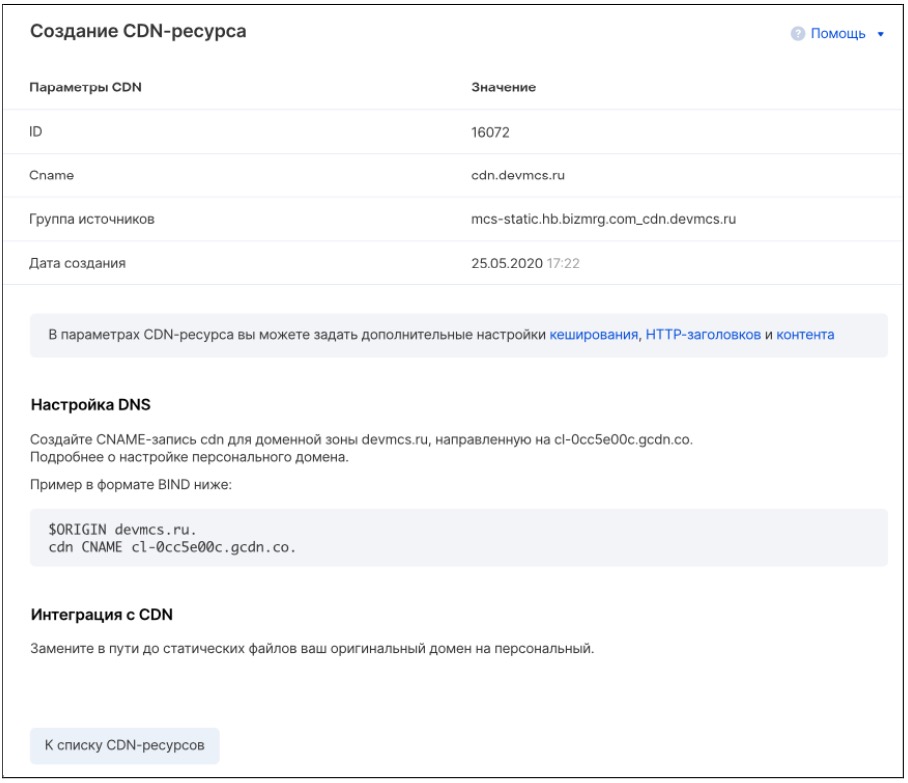 Создание CDN-ресурса
Помощь
Параметры CDN Значение
ID 16072
Cname cdn.devmcs.ru
Группа источников mcs-static.hb.bizmrg.com_cdn.devmcs.ru
Дата создания 25.05.2020 17:22
В параметрах CDN-ресурса вы можете задать дополнительные настройки кеширования, HTTP-заголовков и контента
Настройка DNS
Создайте CNAME-запись cdn для доменной зоны devmcs.ru, направленную на cl-0cc5e00c.gcdn.co.
Подробнее о настройке персонального домена.
Пример в формате BIND ниже:
$ORIGIN devmcs.ru.
cdn CNAME cl-0cc5e00c.gcdn.co.
Интеграция с CDN
Замените в пути до статических файлов ваш оригинальный домен на персональный.
К списку CDN-ресурсов